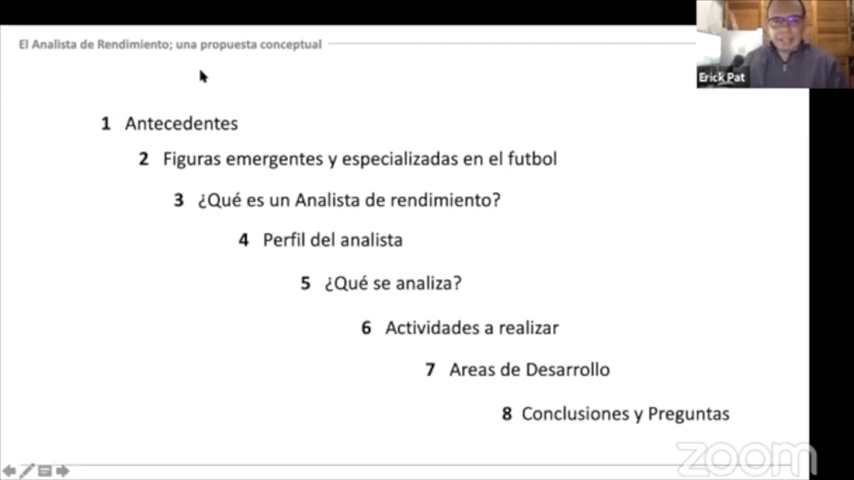 El Analista de Rendimiento; una propuesta conceptual
Erick Pat
1 Antecedentes
2 Figuras emergentes y especializadas en el futbol
3 ¿Qué es un Analista de rendimiento?
4 Perfil del analista
5 ¿Qué se analiza?
6 Actividades a realizar
7 Areas de Desarrollo
8 Conclusiones y Preguntas
zoom